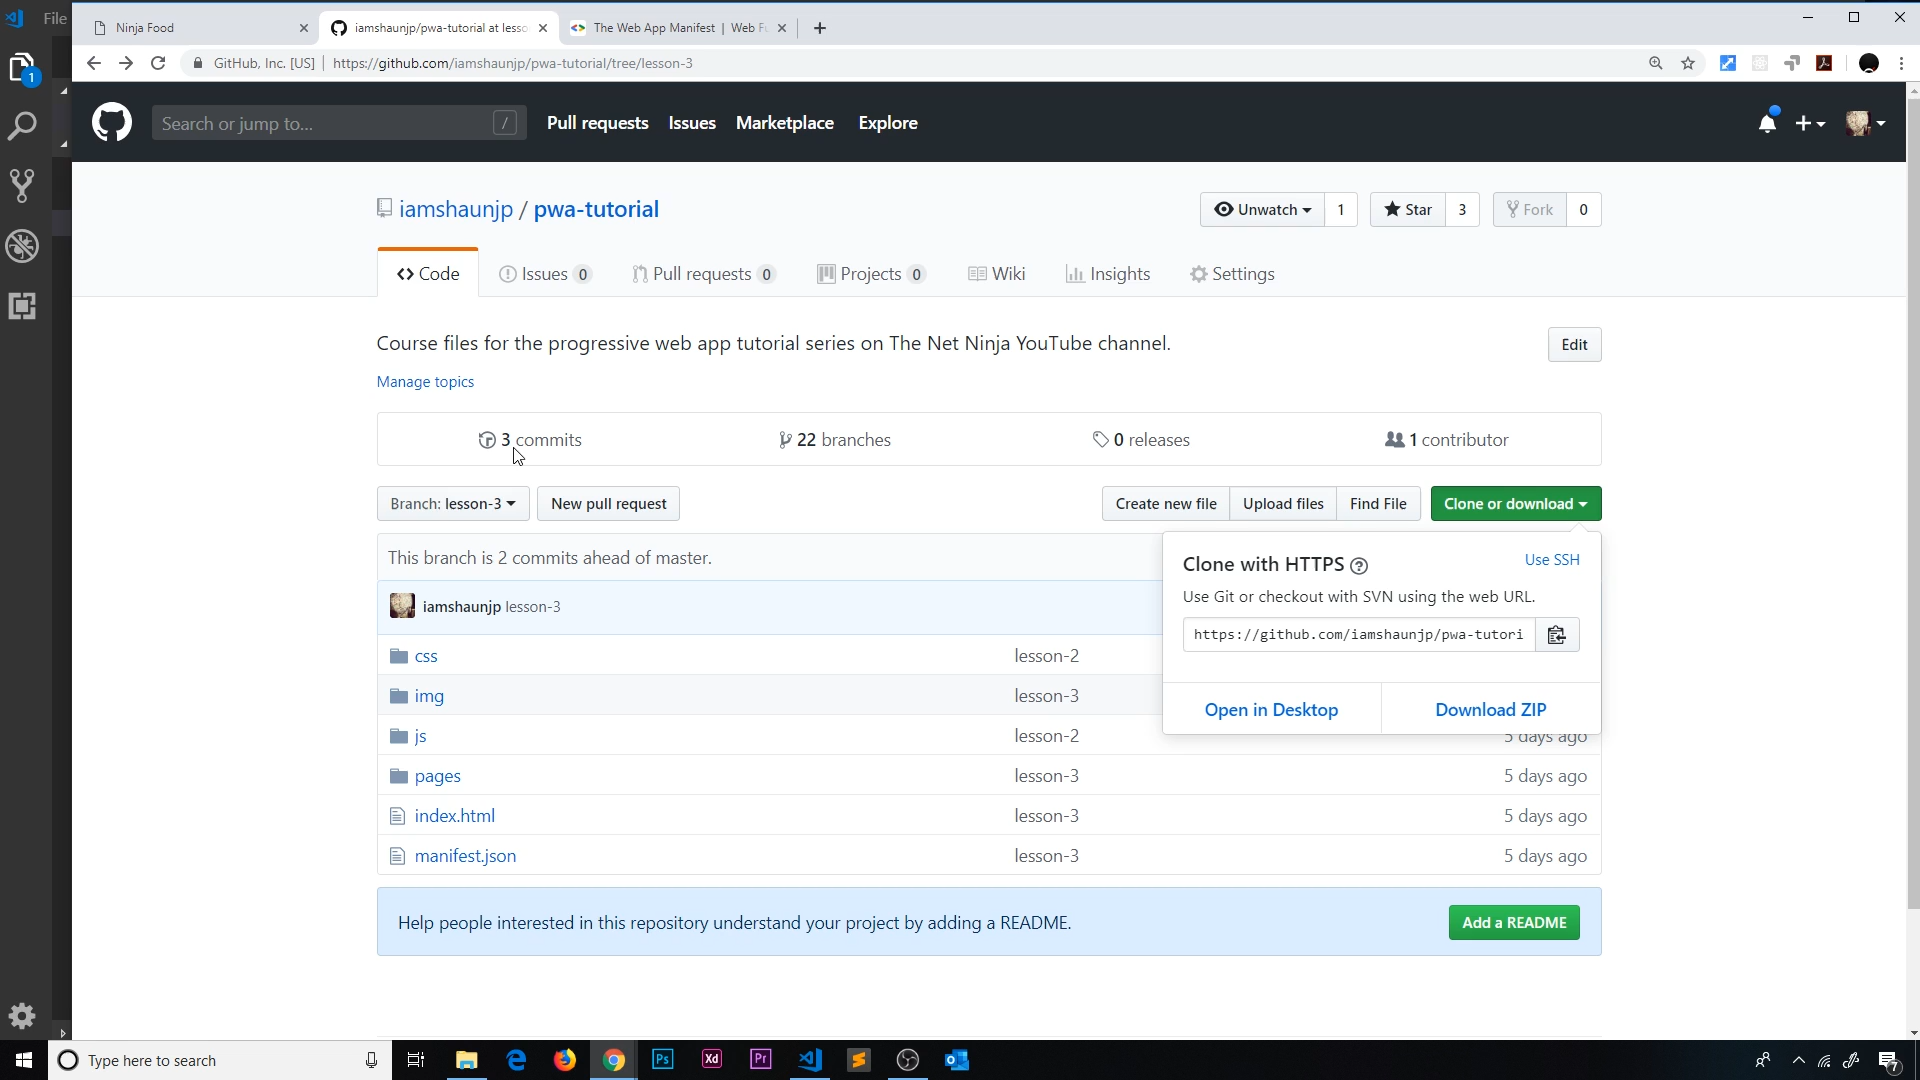 File
Ninja Food
iamshaunjp/pwa-tutorial at lesso
The Web App Manifest | Web Fu
GitHub, Inc. [US] | https://github.com/iamshaunjp/pwa-tutorial/tree/lesson-3
1
Search or jump to... /
Pull requests Issues Marketplace Explore
iamshaunjp / pwa-tutorial
Unwatch 1 Star 3 Fork 0
Code Issues 0 Pull requests 0 Projects 0 Wiki Insights Settings
Course files for the progressive web app tutorial series on The Net Ninja YouTube channel.
Edit
Manage topics
3 commits 22 branches 0 releases 1 contributor
Branch: lesson-3 New pull request Create new file Upload files Find File Clone or download
This branch is 2 commits ahead of master.
Clone with HTTPS ? Use SSH
Use Git or checkout with SVN using the web URL.
https://github.com/iamshaunjp/pwa-tutori
Open in Desktop Download ZIP
iamshaunjp lesson-3
css lesson-2
img lesson-3
js lesson-2 5 days ago
pages lesson-3 5 days ago
index.html lesson-3 5 days ago
manifest.json lesson-3 5 days ago
Help people interested in this repository understand your project by adding a README.
Add a README
Type here to search
Ps Xd Pr
7